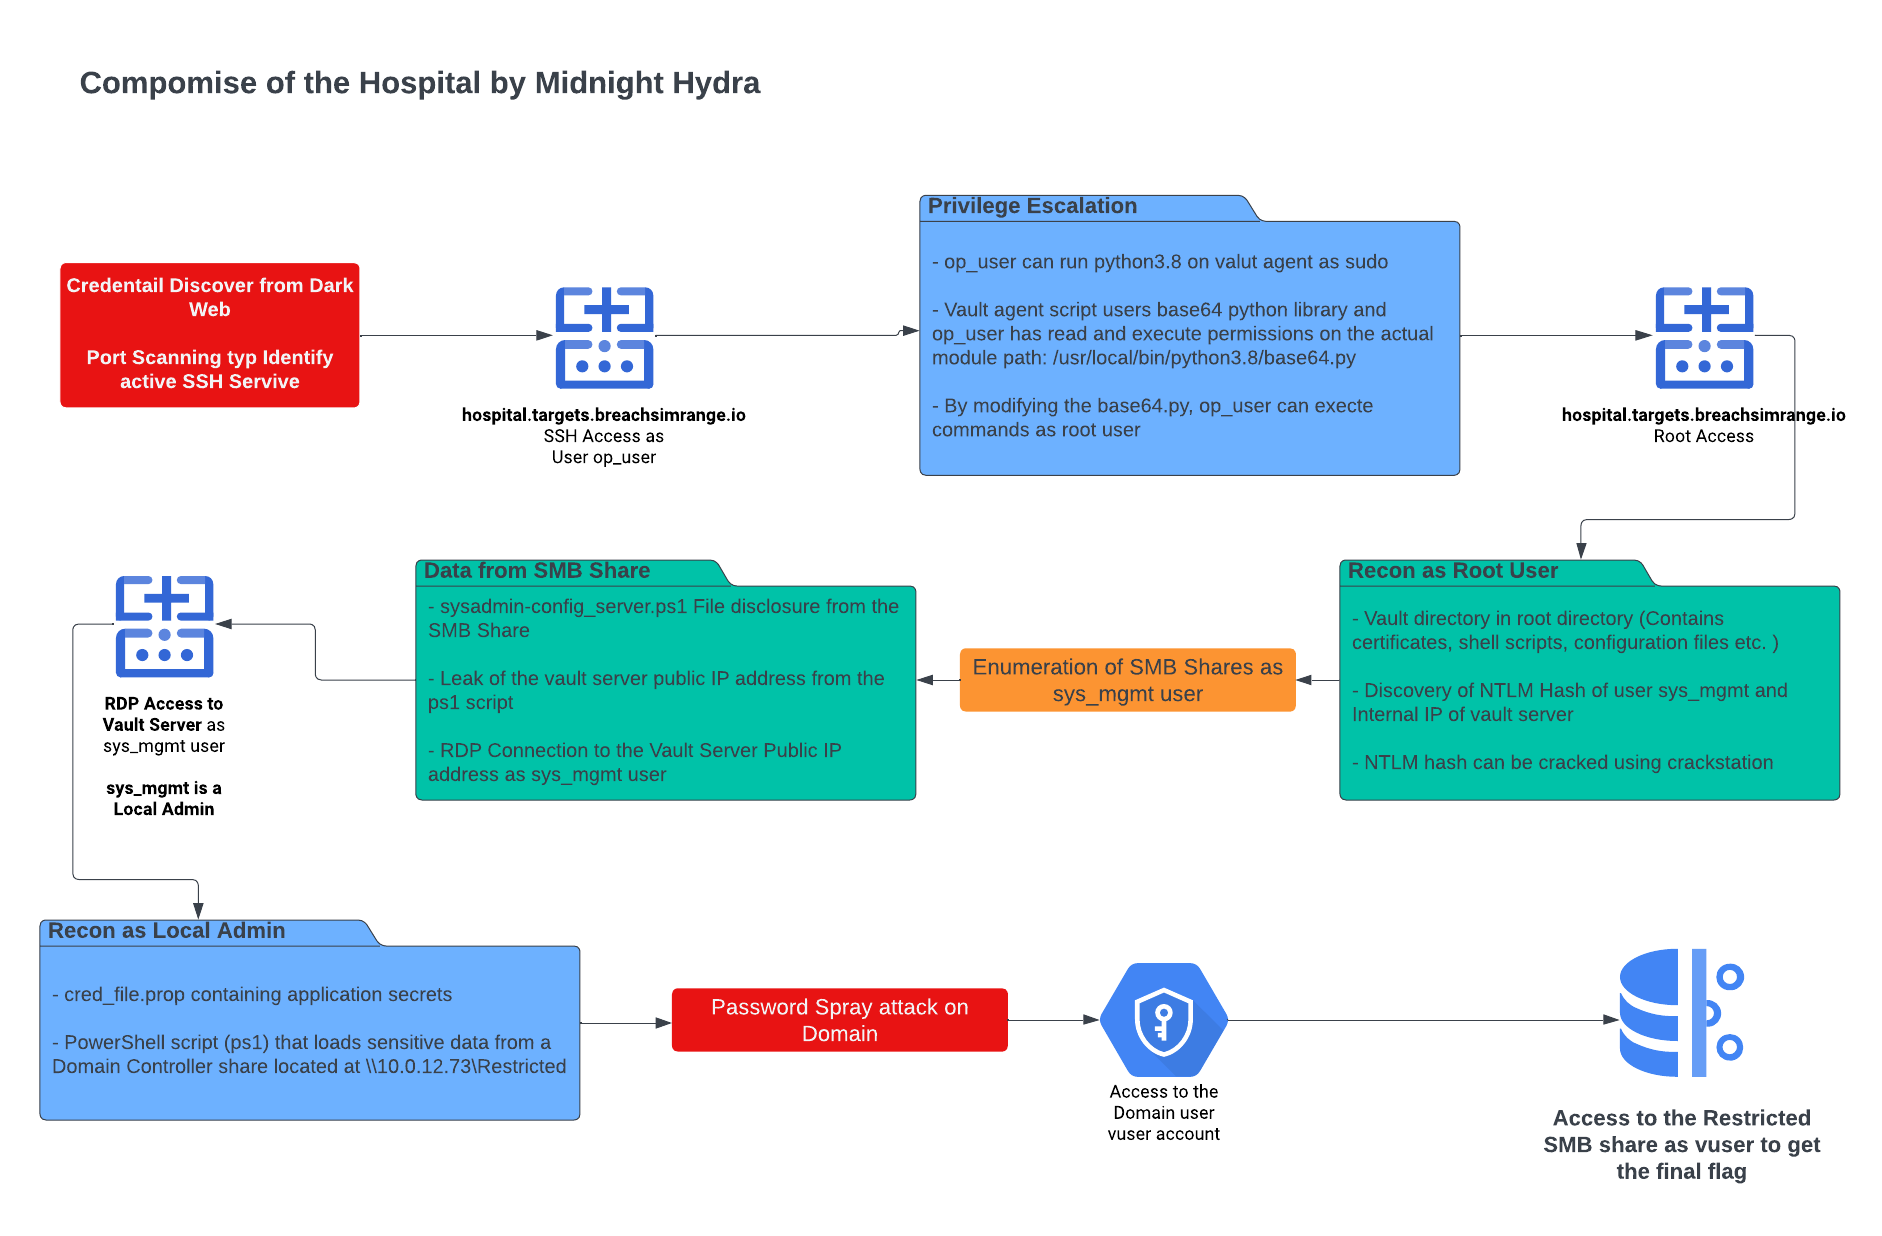 Compomise of the Hospital by Midnight Hydra
Credentail Discover from Dark
Web
Port Scanning typ Identify
active SSH Servive
hospital.targets.breachsimrange.io
SSH Access as
User op_user
Privilege Escalation
- op_user can run python3.8 on valut agent as sudo
- Vault agent script users base64 python library and
op_user has read and execute permissions on the actual
module path: /usr/local/bin/python3.8/base64.py
- By modifying the base64.py, op_user can execte
commands as root user
hospital.targets.breachsimrange.io
Root Access
Recon as Root User
- Vault directory in root directory (Contains
certificates, shell scripts, configuration files etc. )
- Discovery of NTLM Hash of user sys_mgmt and
Internal IP of vault server
- NTLM hash can be cracked using crackstation
Enumeration of SMB Shares as
sys_mgmt user
Data from SMB Share
- sysadmin-config_server.ps1 File disclosure from the
SMB Share
- Leak of the vault server public IP address from the
ps1 script
- RDP Connection to the Vault Server Public IP
address as sys_mgmt user
RDP Access to
Vault Server as
sys_mgmt user
sys_mgmt is a
Local Admin
Recon as Local Admin
- cred_file.prop containing application secrets
- PowerShell script (ps1) that loads sensitive data from a
Domain Controller share located at \\10.0.12.73\Restricted
Password Spray attack on
Domain
Access to the
Domain user
vuser account
Access to the Restricted
SMB share as vuser to get
the final flag